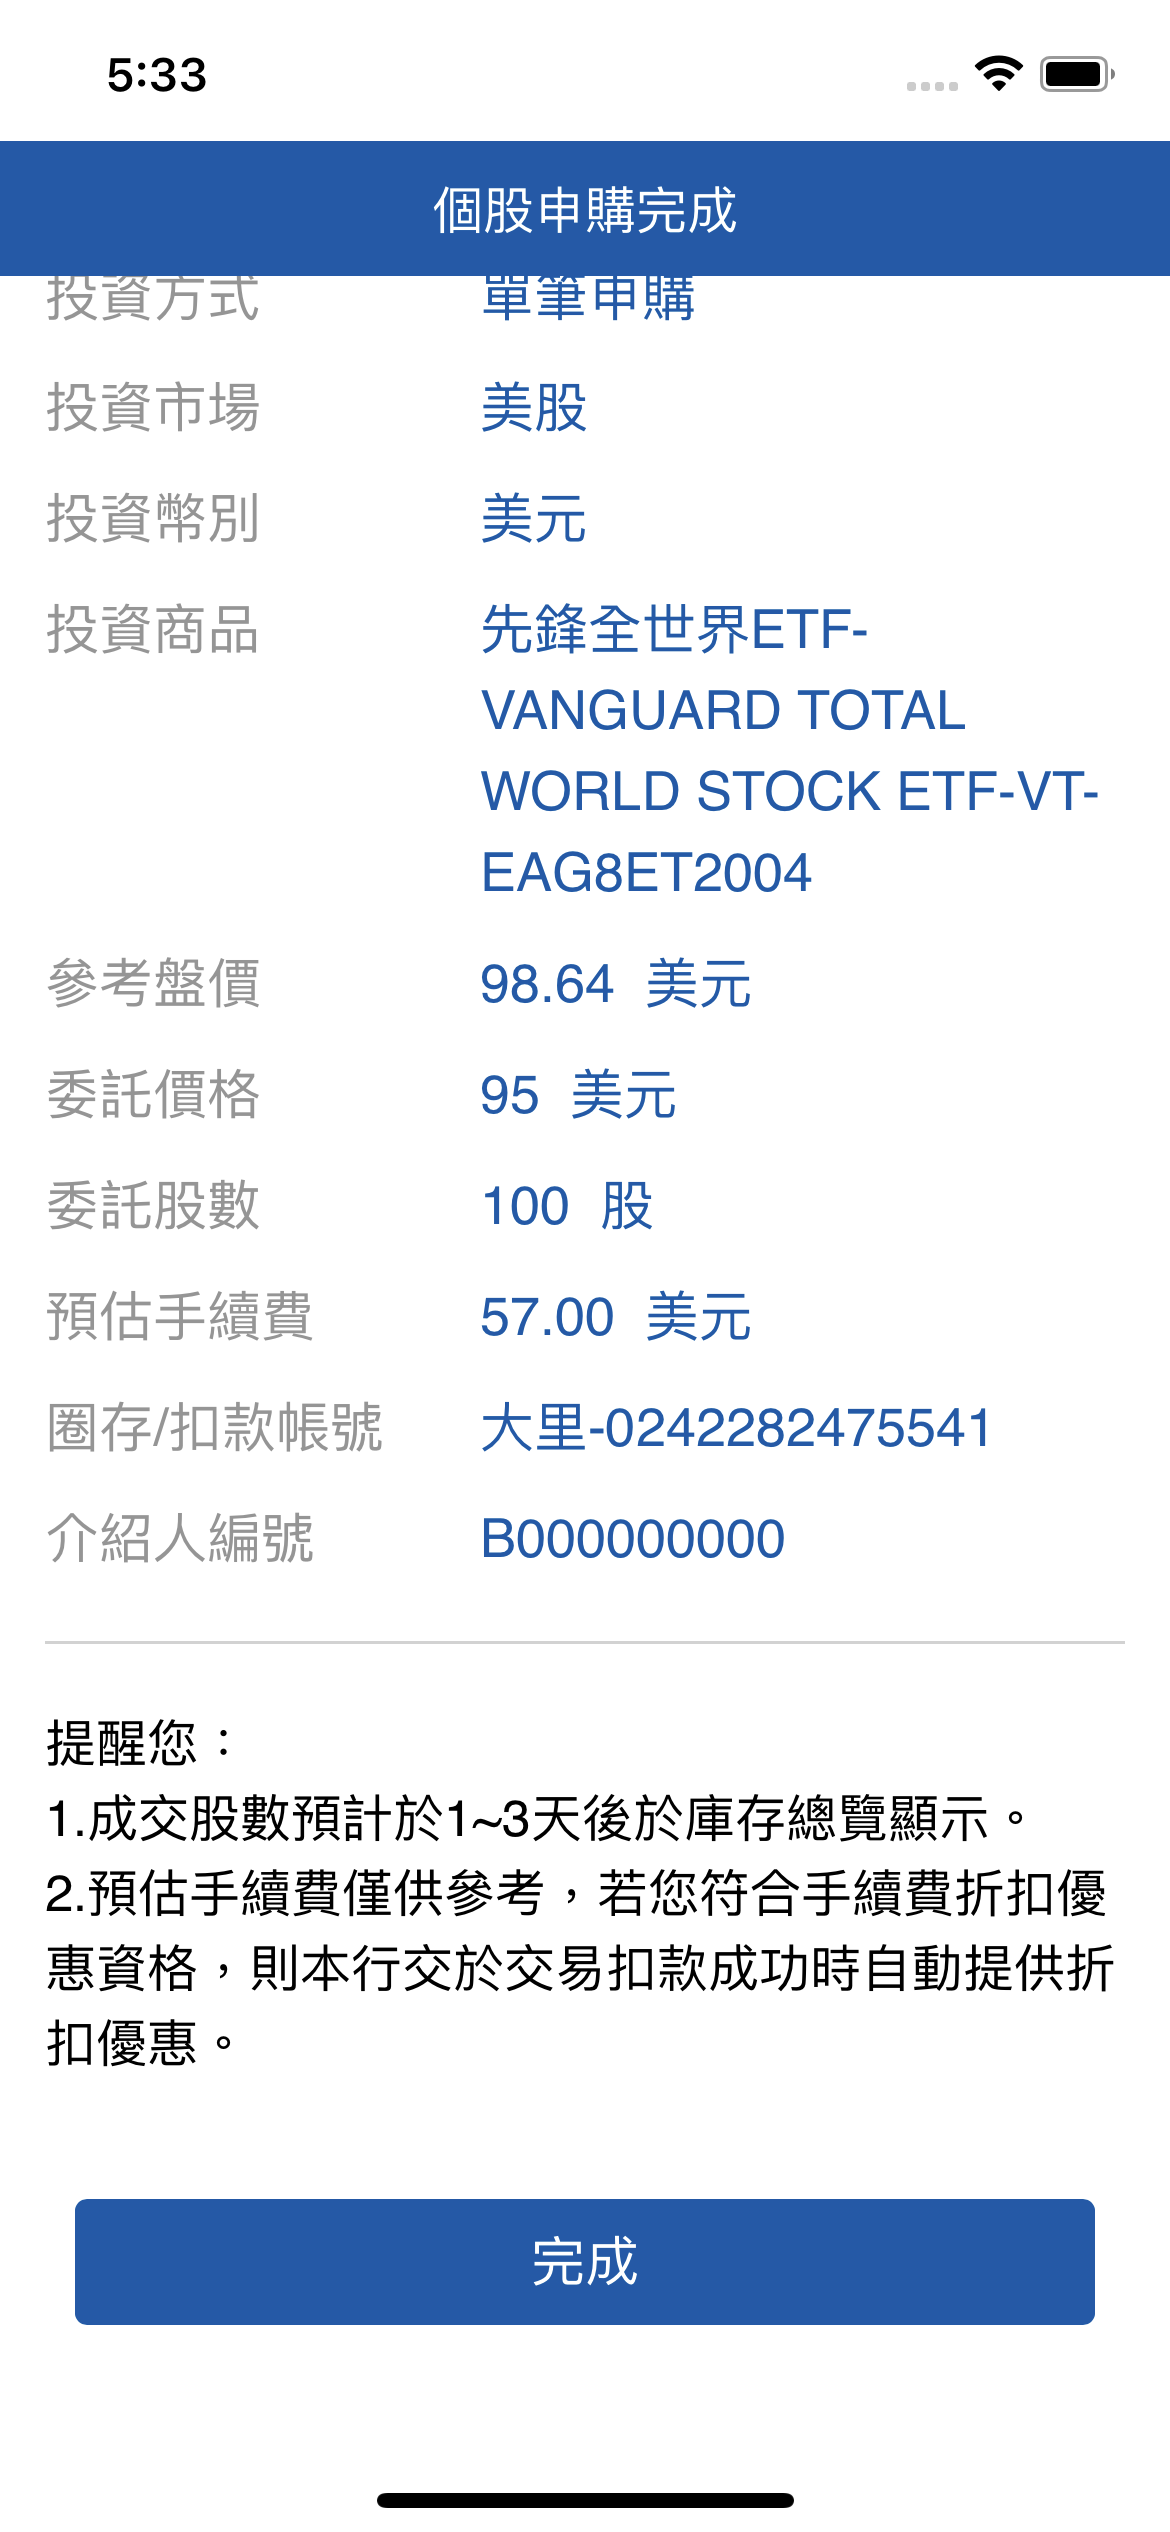 5:33
個股申購完成
投資方式 單筆申購
投資市場 美股
投資幣別 美元
投資商品 先鋒全世界ETF-
VANGUARD TOTAL
WORLD STOCK ETF-VT-
EAG8ET2004
參考盤價 98.64 美元
委託價格 95 美元
委託股數 100 股
預估手續費 57.00 美元
圈存/扣款帳號 大里-0242282475541
介紹人編號 B000000000
提醒您：
1.成交股數預計於1~3天後於庫存總覽顯示。
2.預估手續費僅供參考，若您符合手續費折扣優
惠資格，則本行交於交易扣款成功時自動提供折
扣優惠。
完成